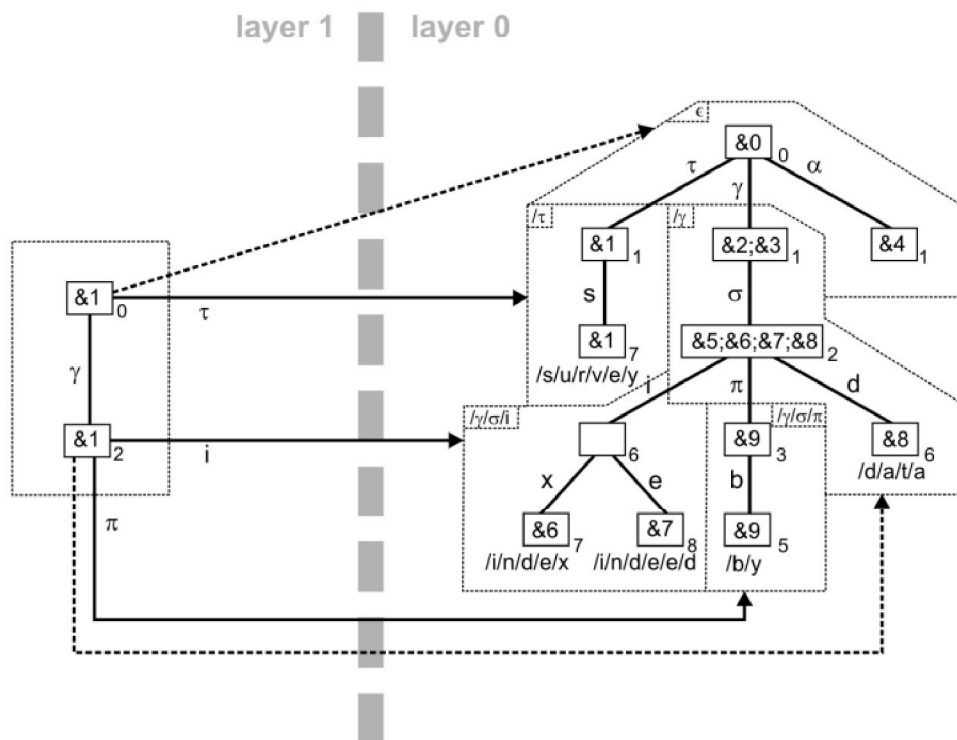 layer 1 layer 0
ϵ
&0 0
τ γ α
/τ /γ
&1 1 &2;&3 1 &4 1
&1 0
τ
s σ
&1 7 &5;&6;&7;&8 2
/s/u/r/v/e/y
γ
i π d
/γ/σ/i /γ/σ/π
&1 2
i
6 &9 3 &8 6
/d/a/t/a
x e b
π
&6 7 &7 8 &9 5
/i/n/d/e/x /i/n/d/e/e/d /b/y